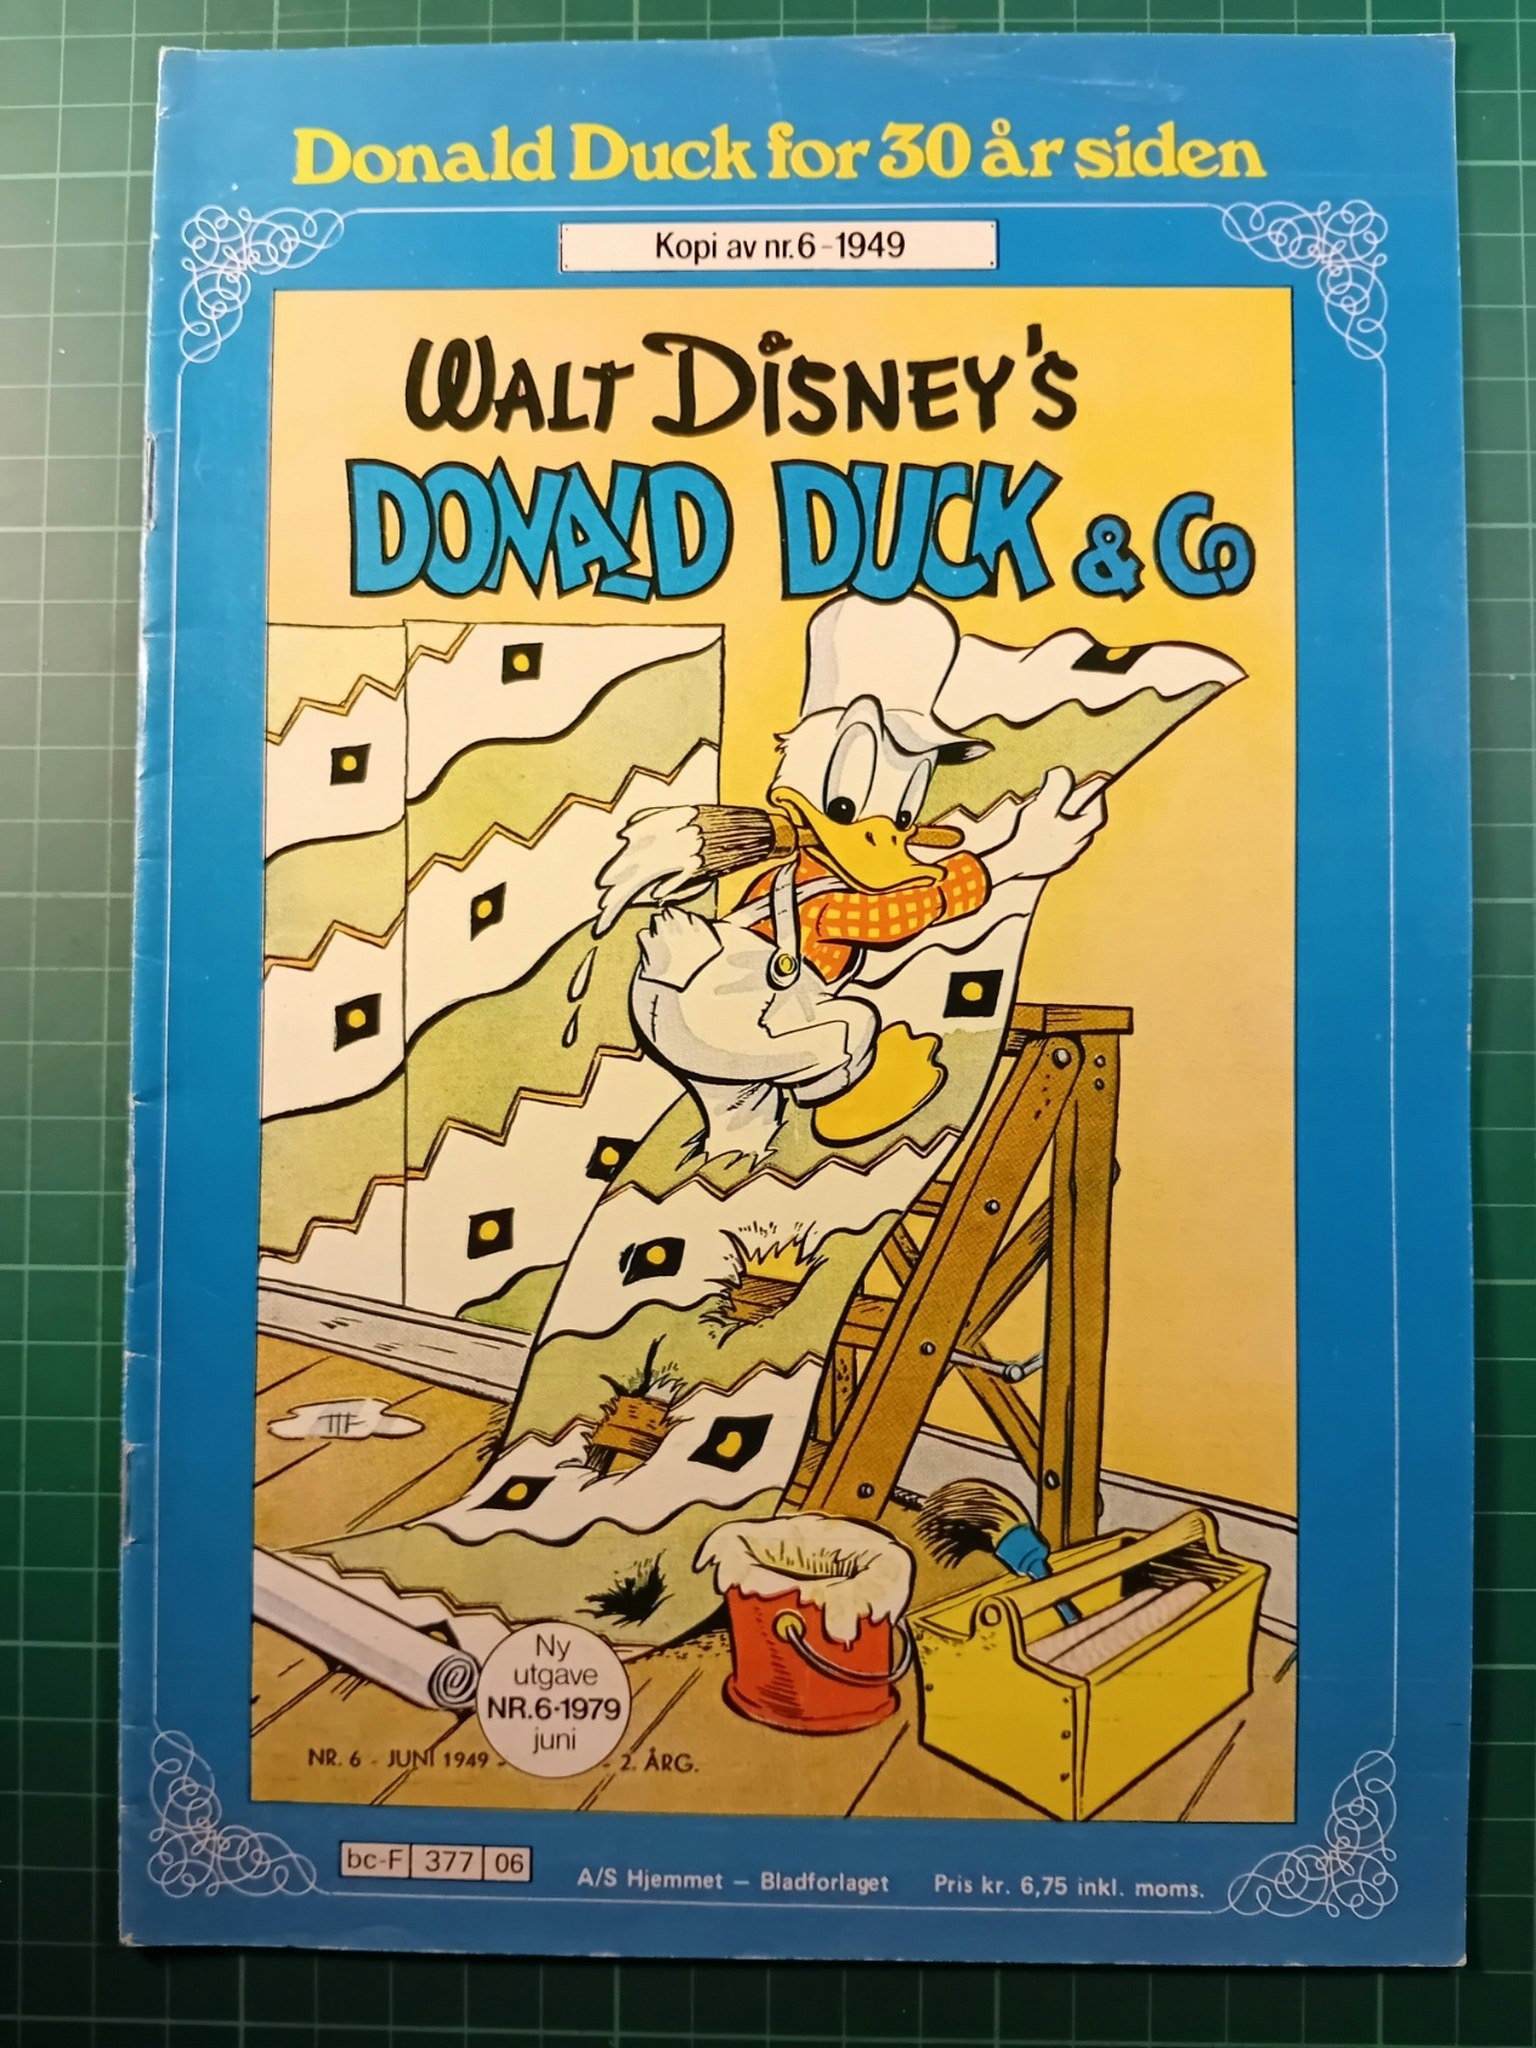 Donald Duck for 30 år siden
Kopi av nr. 6 - 1949
WALT DISNEY'S
DONALD DUCK & Co
Ny
utgave
NR. 6-1979
juni
NR. 6 - JUNI 1949 - - 2. ÅRG.
bc-F 377 06
A/S Hjemmet — Bladforlaget Pris kr. 6,75 inkl. moms.